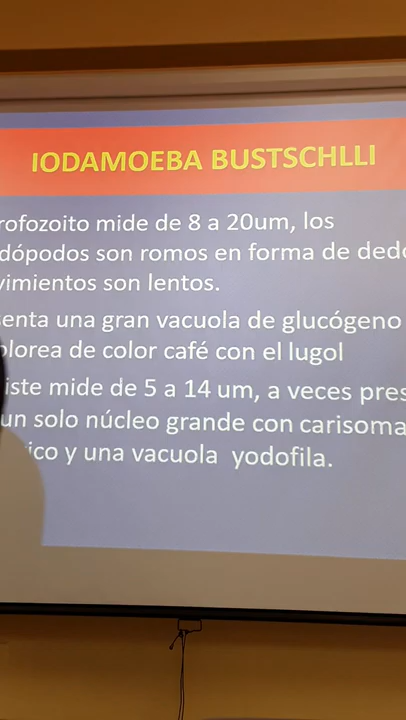 IODAMOEBA BUSTSCHLLI
rofozoito mide de 8 a 20um, los
dópodos son romos en forma de ded
vimientos son lentos.
senta una gran vacuola de glucógeno
olorea de color café con el lugol
iste mide de 5 a 14 um, a veces pres
un solo núcleo grande con carisoma
ico y una vacuola yodofila.